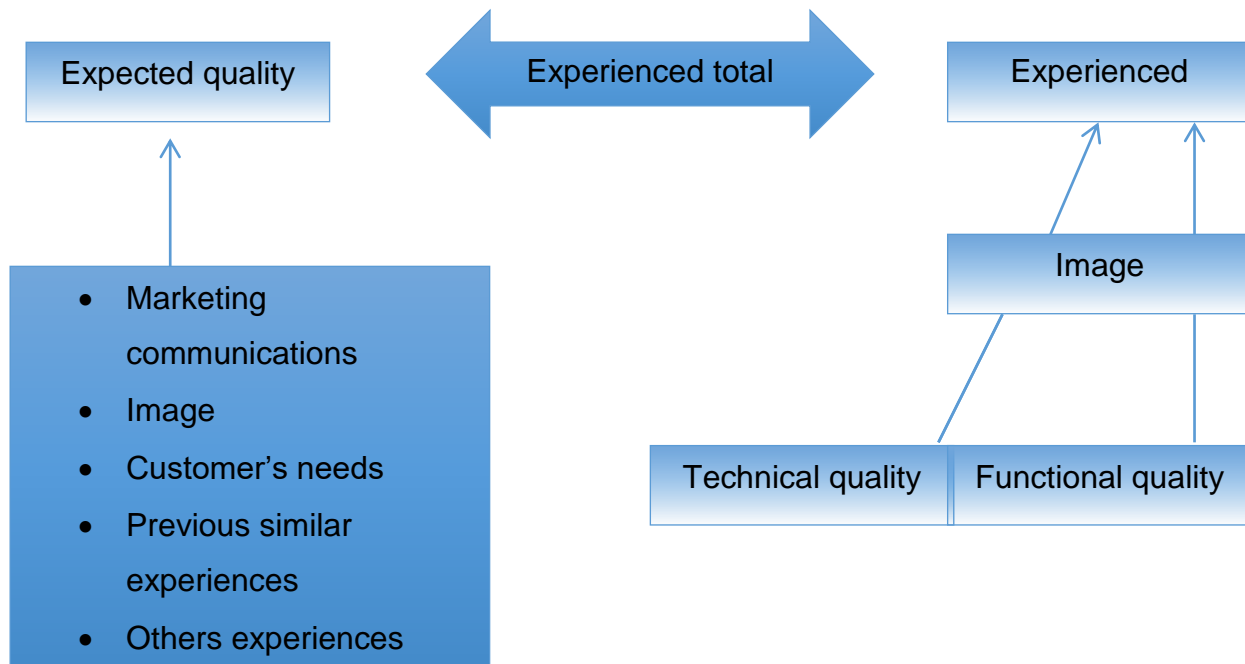 Expected quality
Experienced total
Experienced
Image
• Marketing
communications
• Image
• Customer’s needs
• Previous similar
experiences
• Others experiences
Technical quality
Functional quality